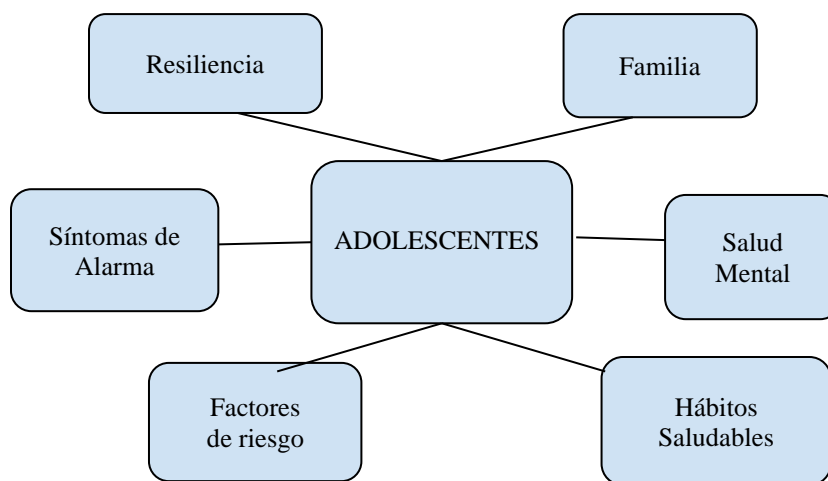 Resiliencia
Familia
Síntomas de
Alarma
ADOLESCENTES
Salud
Mental
Factores
de riesgo
Hábitos
Saludables